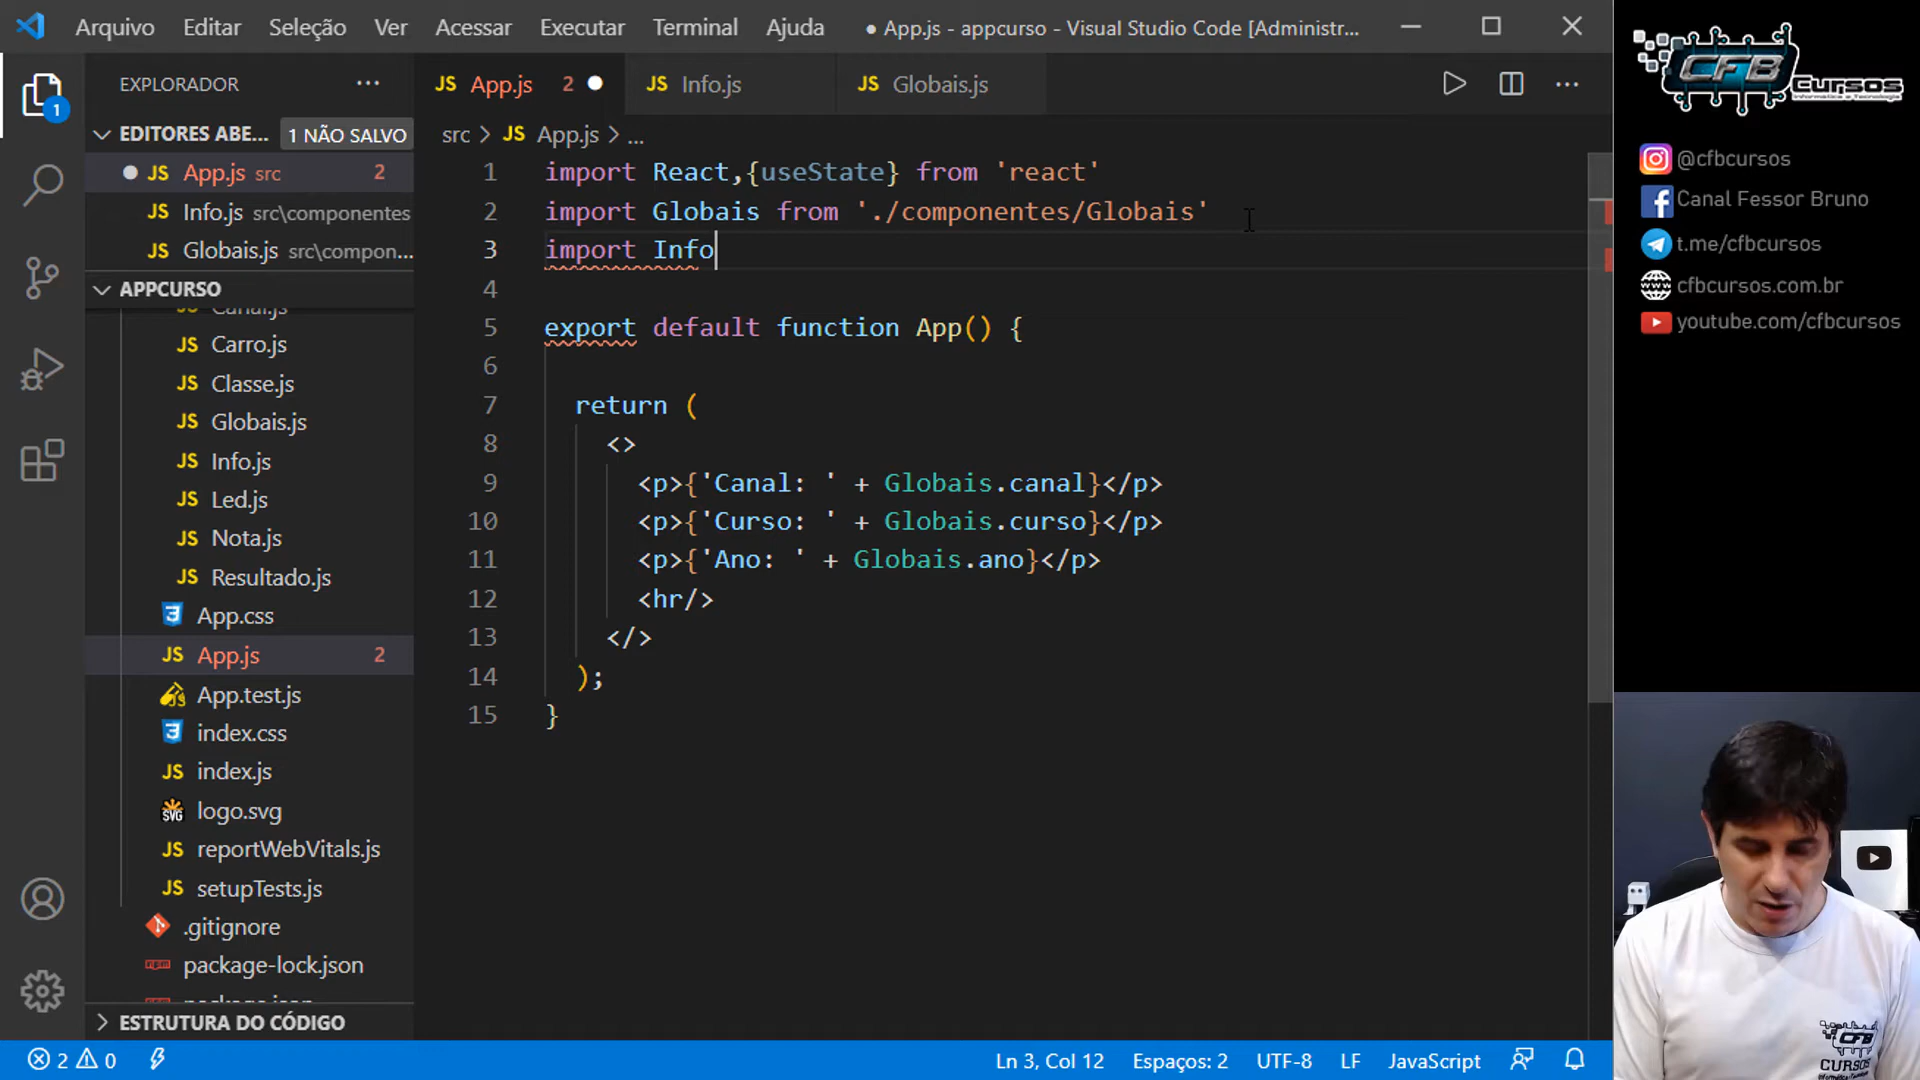 Arquivo Editar Seleção Ver Acessar Executar Terminal Ajuda ● App.js - appcurso - Visual Studio Code [Administr...
EXPLORADOR ...
JS App.js 2
JS Info.js
JS Globais.js
1
EDITORES ABE... 1 NÃO SALVO
JS App.js src 2
JS Info.js src\componentes
JS Globais.js src\compon...
APPCURSO
Canal.js
JS Carro.js
JS Classe.js
JS Globais.js
JS Info.js
JS Led.js
JS Nota.js
JS Resultado.js
App.css
JS App.js 2
App.test.js
index.css
JS index.js
SVG logo.svg
JS reportWebVitals.js
JS setupTests.js
.gitignore
package-lock.json
package.json
ESTRUTURA DO CÓDIGO
src > JS App.js > ...
1 import React,{useState} from 'react'
2 import Globais from './componentes/Globais'
3 import Info
4
5 export default function App() {
6
7 return (
8 <>
9 <p>{'Canal: ' + Globais.canal}</p>
10 <p>{'Curso: ' + Globais.curso}</p>
11 <p>{'Ano: ' + Globais.ano}</p>
12 <hr/>
13 </>
14 );
15 }
2 0
Ln 3, Col 12 Espaços: 2 UTF-8 LF JavaScript
CFB Cursos
@cfbcursos
Canal Fessor Bruno
t.me/cfbcursos
cfbcursos.com.br
youtube.com/cfbcursos
CFB
CURSOS